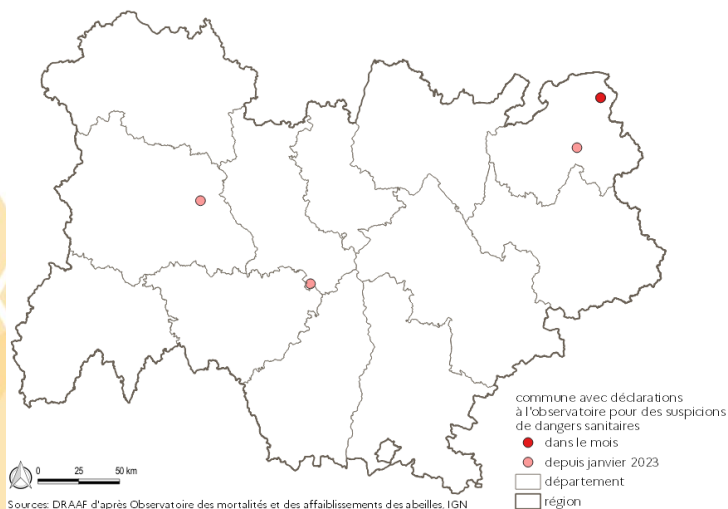 commune avec déclarations
à l'observatoire pour des suspicions
de dangers sanitaires
dans le mois
depuis janvier 2023
département
région
0 25 50 km
Sources: DRAAF d'après Observatoire des mortalités et des affaiblissements des abeilles, IGN